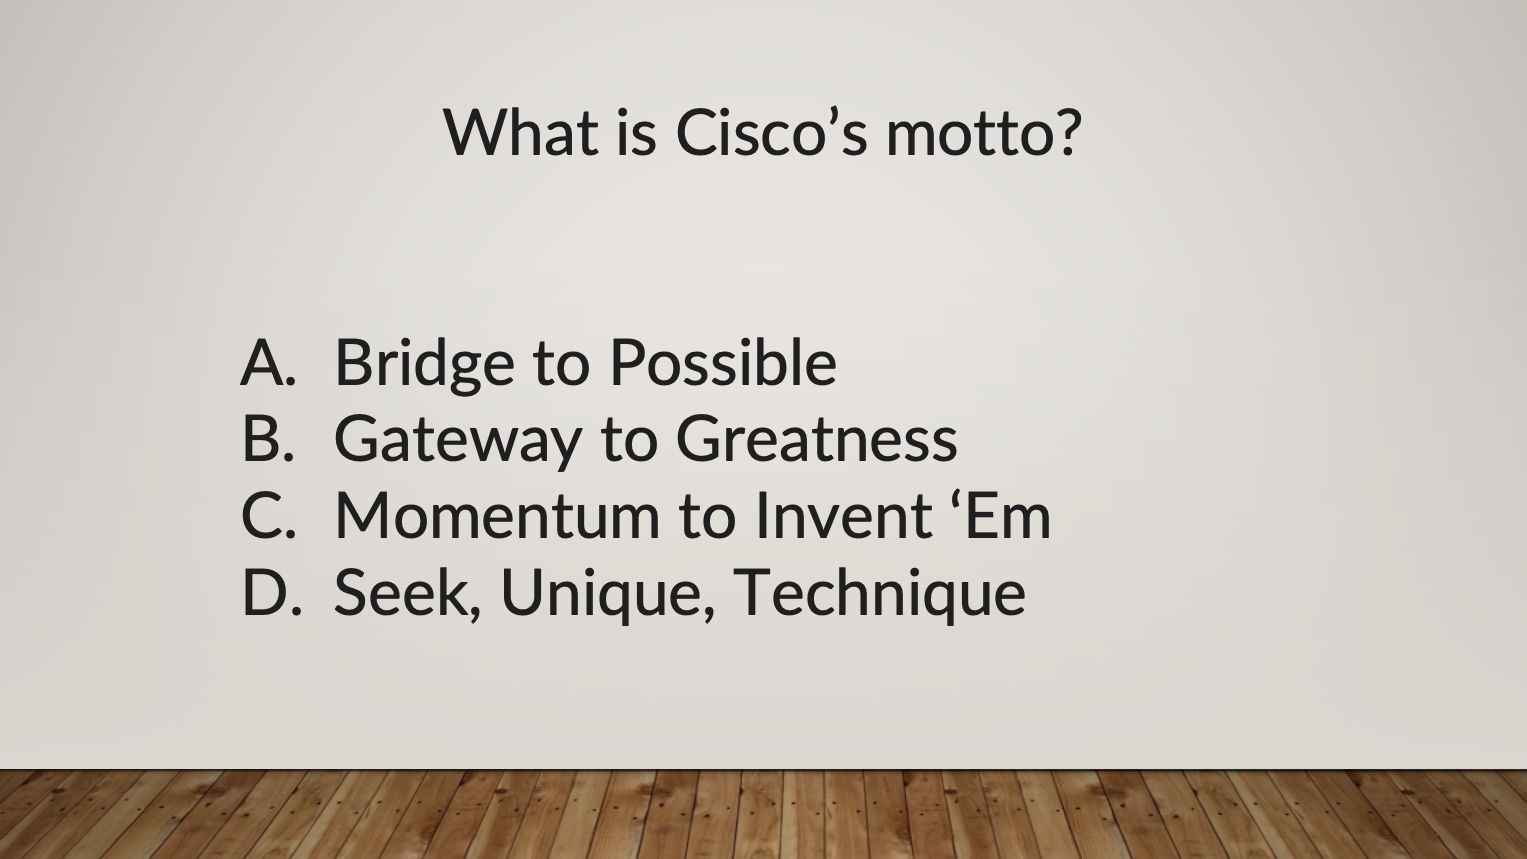 What is Cisco’s motto?
A. Bridge to Possible
B. Gateway to Greatness
C. Momentum to Invent ‘Em
D. Seek, Unique, Technique